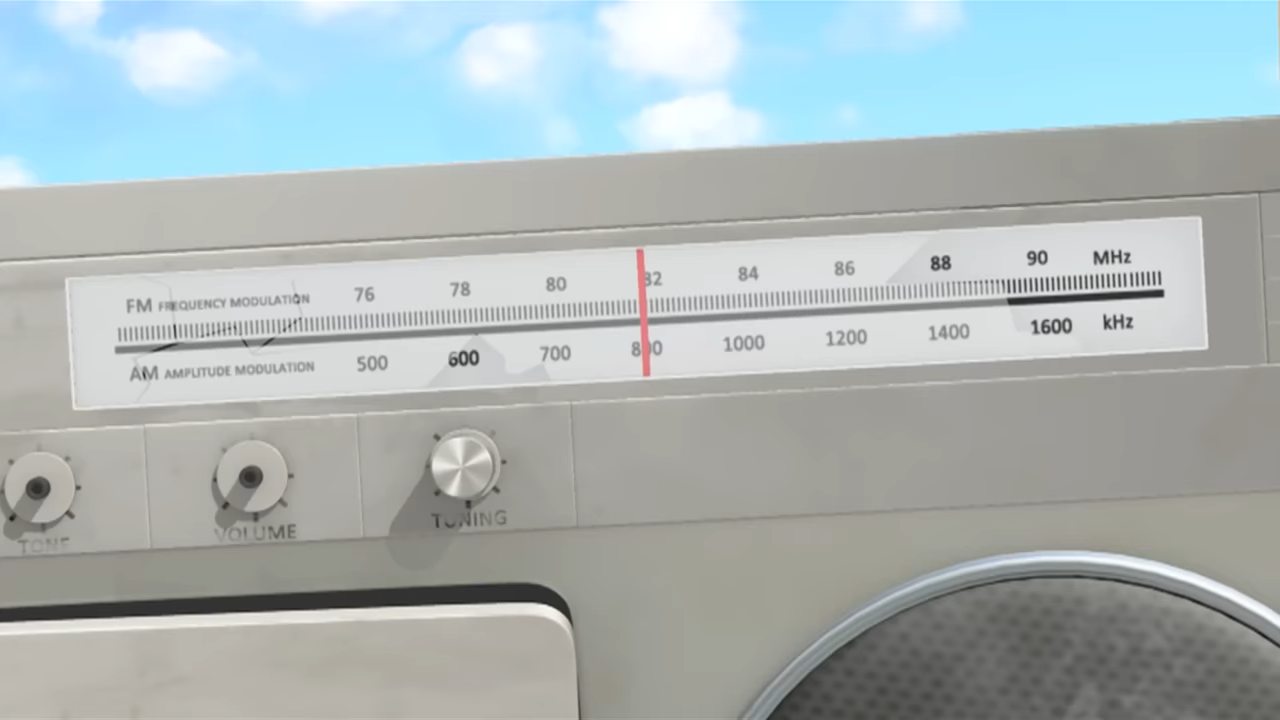 FM FREQUENCY MODULATION 76 78 80 82 84 86 88 90 MHz
AM AMPLITUDE MODULATION 500 600 700 800 1000 1200 1400 1600 kHz
TONE VOLUME TUNING